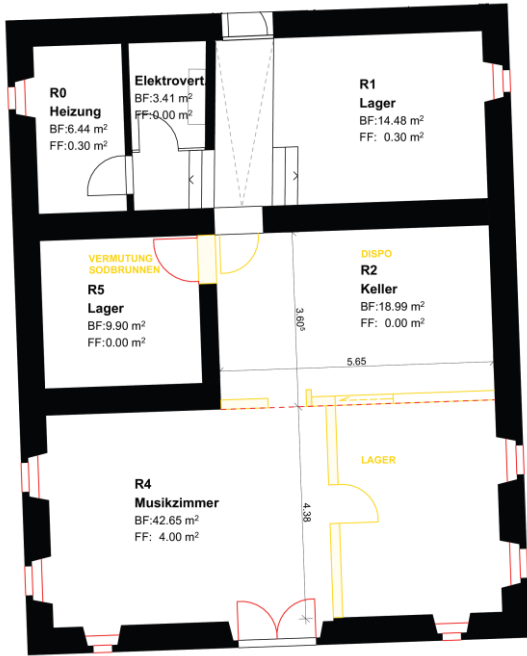 R0
Heizung
BF:6.44 m²
FF:0.30 m²
Elektrovert.
BF:3.41 m²
FF:0.00 m²
R1
Lager
BF:14.48 m²
FF: 0.30 m²
VERMUTUNG
SODBRUNNEN
R5
Lager
BF:9.90 m²
FF:0.00 m²
DISPO
R2
Keller
BF:18.99 m²
FF: 0.00 m²
3.60⁵
5.65
R4
Musikzimmer
BF:42.65 m²
FF: 4.00 m²
LAGER
4.38